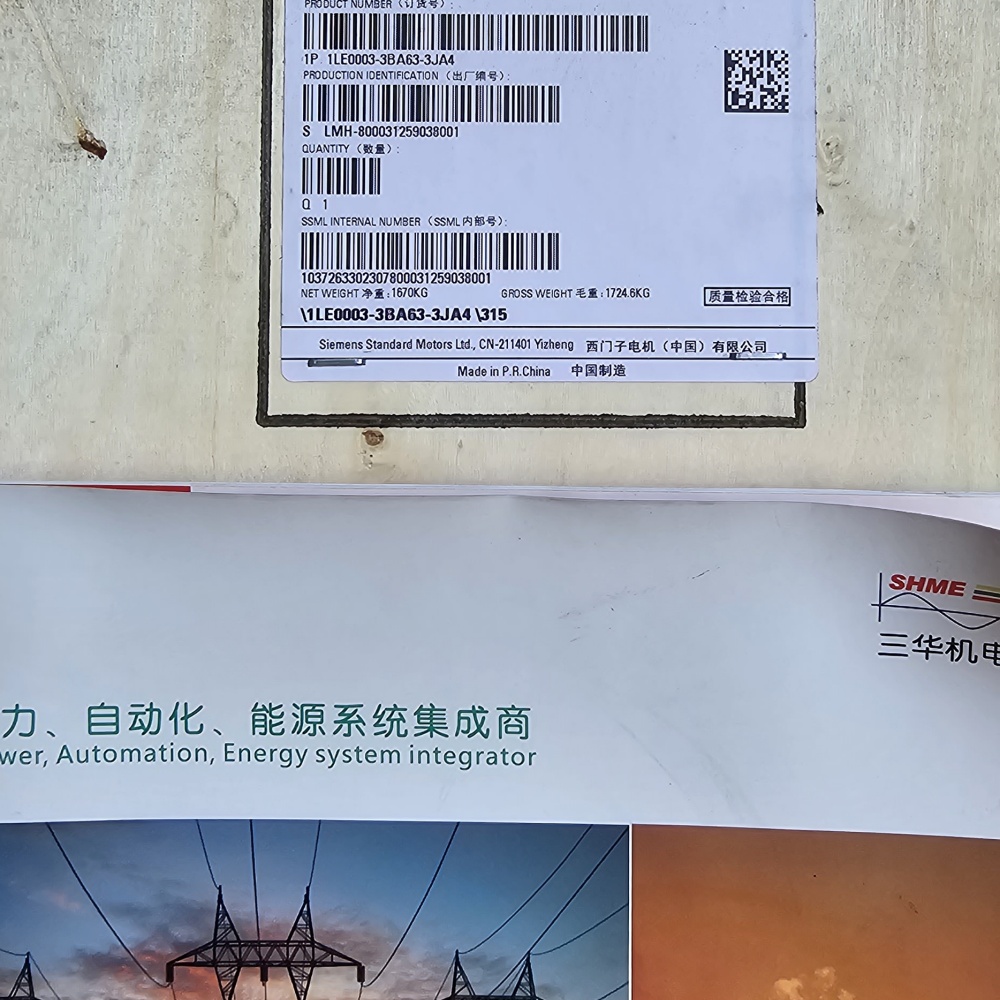 PRODUCT NUMBER (订货号):
1P 1LE0003-3BA63-3JA4
PRODUCTION IDENTIFICATION (出厂编号):
S LMH-800031259038001
QUANTITY (数量):
Q 1
SSML INTERNAL NUMBER (SSML内部号):
1037263302307800031259038001
NET WEIGHT 净重:1670KG GROSS WEIGHT 毛重:1724.6KG
质量检验合格
\1LE0003-3BA63-3JA4 \315
Siemens Standard Motors Ltd., CN-211401 Yizheng 西门子电机（中国）有限公司
Made in P.R.China 中国制造
SHME
三华机电
力、自动化、能源系统集成商
wer, Automation, Energy system integrator